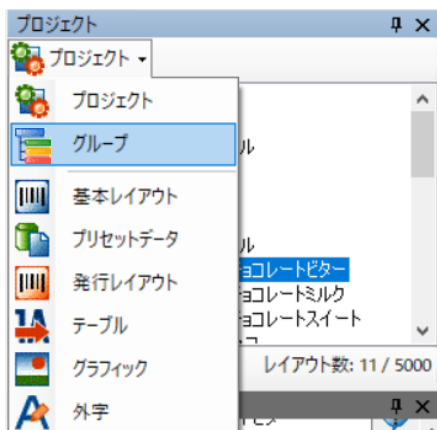 プロジェクト
プロジェクト
プロジェクト
グループ
ル
基本レイアウト
プリセットデータ
ル
発行レイアウト
ョコレートビター
ョコレートミルク
テーブル
ョコレートスイート
グラフィック
レイアウト数: 11 / 5000
外字